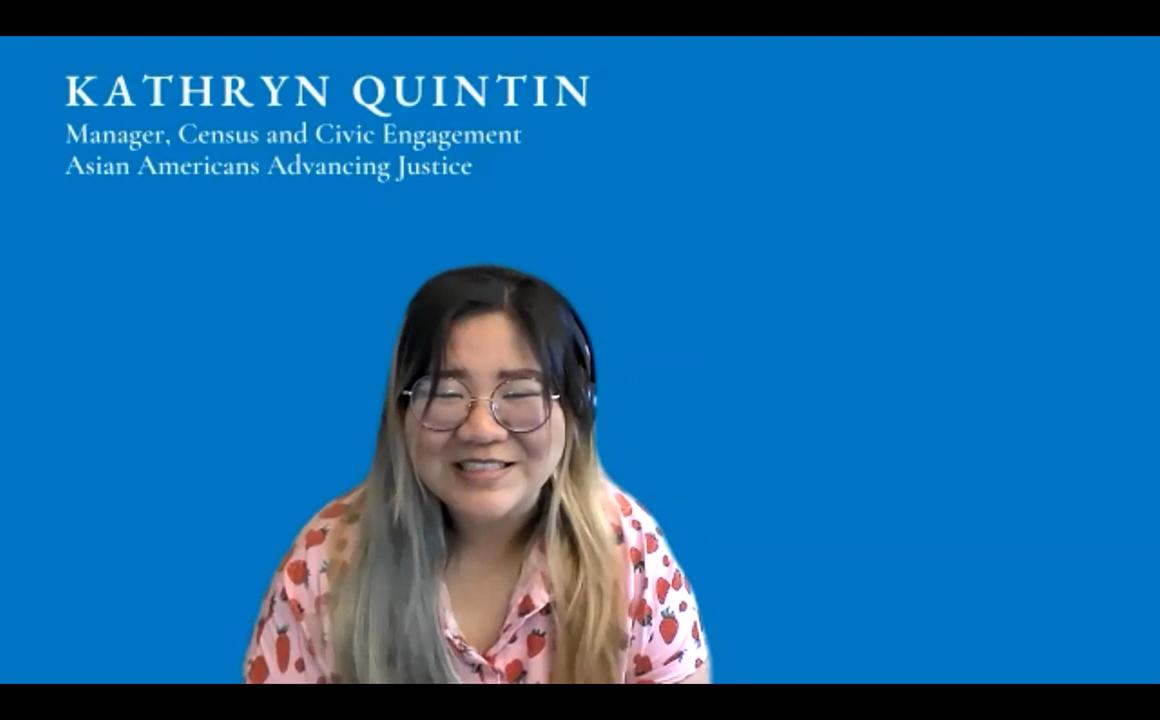 KATHRYN QUINTIN
Manager, Census and Civic Engagement
Asian Americans Advancing Justice